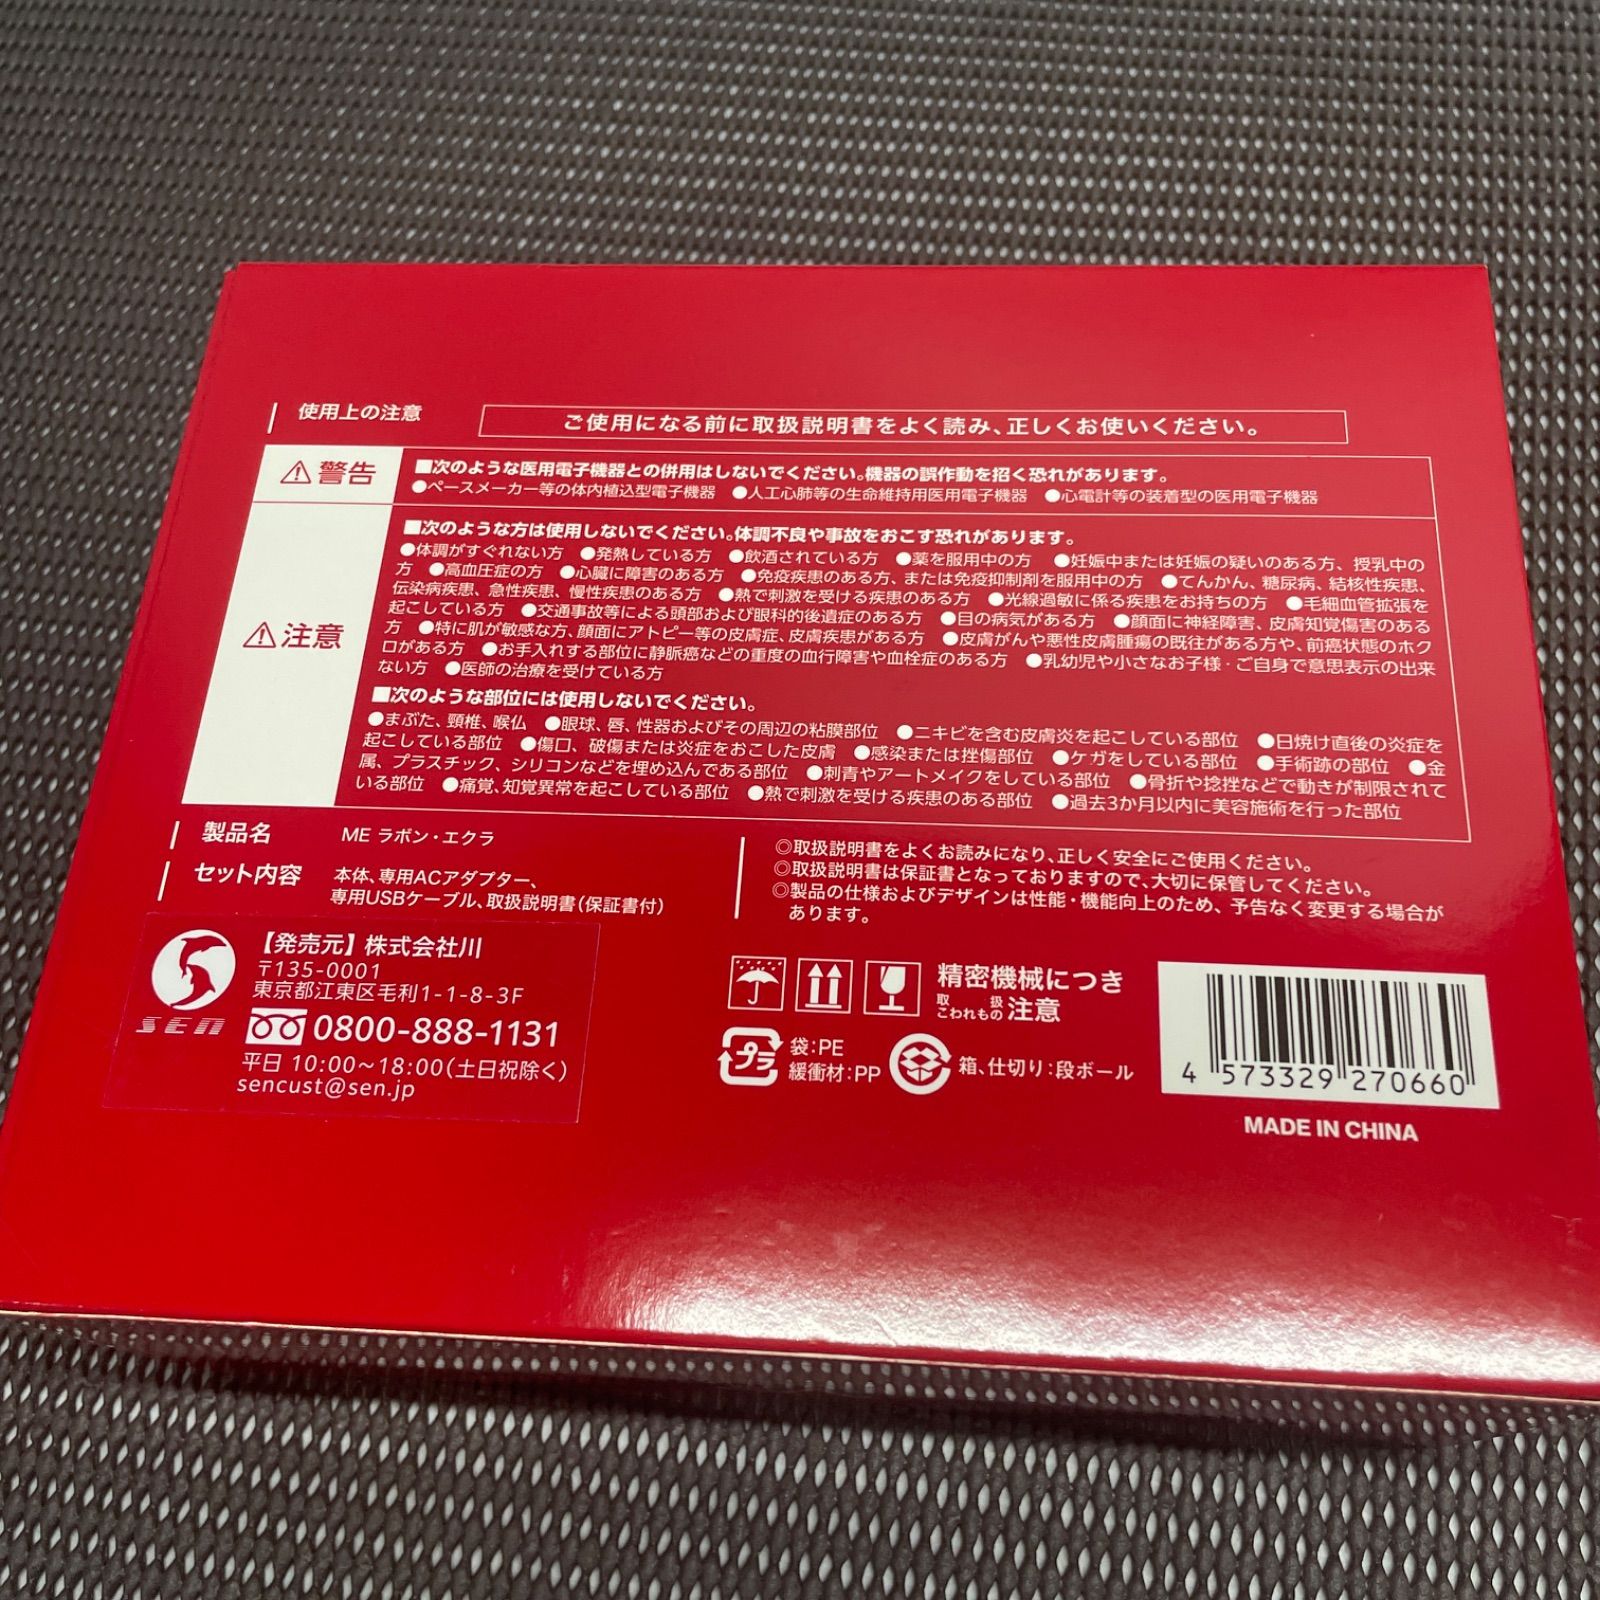 使用上の注意
ご使用になる前に取扱説明書をよく読み、正しくお使いください。
警告
■次のような医用電子機器との併用はしないでください。機器の誤作動を招く恐れがあります。
●ペースメーカー等の体内植込型電子機器 ●人工心肺等の生命維持用医用電子機器 ●心電計等の装着型の医用電子機器
注意
■次のような方は使用しないでください。体調不良や事故をおこす恐れがあります。
●体調がすぐれない方 ●発熱している方 ●飲酒されている方 ●薬を服用中の方 ●妊娠中または妊娠の疑いのある方、授乳中の
方 ●高血圧症の方 ●心臓に障害のある方 ●免疫疾患のある方、または免疫抑制剤を服用中の方 ●てんかん、糖尿病、結核性疾患、
伝染病疾患、急性疾患、慢性疾患のある方 ●熱で刺激を受ける疾患のある方 ●光線過敏に係る疾患をお持ちの方 ●毛細血管拡張を
起こしている方 ●交通事故等による頭部および眼科的後遺症のある方 ●目の病気がある方 ●顔面に神経障害、皮膚知覚傷害のある
方 ●特に肌が敏感な方、顔面にアトピー等の皮膚症、皮膚疾患がある方 ●皮膚がんや悪性皮膚腫瘍の既往がある方や、前癌状態のホク
ロがある方 ●お手入れする部位に静脈癌などの重度の血行障害や血栓症のある方 ●乳幼児や小さなお子様・ご自身で意思表示の出来
ない方 ●医師の治療を受けている方
■次のような部位には使用しないでください。
●まぶた、頸椎、喉仏 ●眼球、唇、性器およびその周辺の粘膜部位 ●ニキビを含む皮膚炎を起こしている部位 ●日焼け直後の炎症を
起こしている部位 ●傷口、破傷または炎症をおこした皮膚 ●感染または挫傷部位 ●ケガをしている部位 ●手術跡の部位 ●金
属、プラスチック、シリコンなどを埋め込んである部位 ●刺青やアートメイクをしている部位 ●骨折や捻挫などで動きが制限されて
いる部位 ●痛覚、知覚異常を起こしている部位 ●熱で刺激を受ける疾患のある部位 ●過去3か月以内に美容施術を行った部位
製品名 ME ラボン・エクラ
セット内容 本体、専用ACアダプター、
専用USBケーブル、取扱説明書(保証書付)
◎取扱説明書をよくお読みになり、正しく安全にご使用ください。
◎取扱説明書は保証書となっておりますので、大切に保管してください。
◎製品の仕様およびデザインは性能・機能向上のため、予告なく変更する場合が
あります。
SEN
【発売元】株式会社川
〒135-0001
東京都江東区毛利1-1-8-3F
0800-888-1131
平日 10:00～18:00(土日祝除く)
sencust@sen.jp
精密機械につき
取扱注意
こわれもの
プラ
袋:PE
緩衝材:PP
箱、仕切り:段ボール
4 573329 270660
MADE IN CHINA